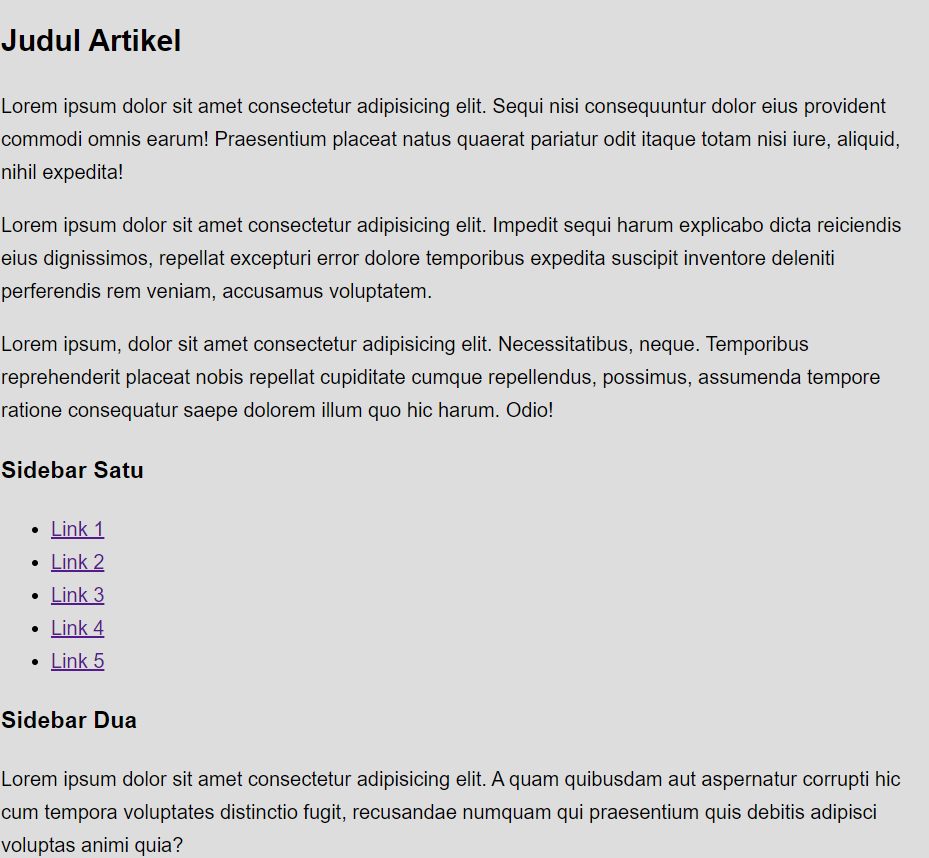 Judul Artikel
Lorem ipsum dolor sit amet consectetur adipisicing elit. Sequi nisi consequuntur dolor eius provident
commodi omnis earum! Praesentium placeat natus quaerat pariatur odit itaque totam nisi iure, aliquid,
nihil expedita!
Lorem ipsum dolor sit amet consectetur adipisicing elit. Impedit sequi harum explicabo dicta reiciendis
eius dignissimos, repellat excepturi error dolore temporibus expedita suscipit inventore deleniti
perferendis rem veniam, accusamus voluptatem.
Lorem ipsum, dolor sit amet consectetur adipisicing elit. Necessitatibus, neque. Temporibus
reprehenderit placeat nobis repellat cupiditate cumque repellendus, possimus, assumenda tempore
ratione consequatur saepe dolorem illum quo hic harum. Odio!
Sidebar Satu
• Link 1
• Link 2
• Link 3
• Link 4
• Link 5
Sidebar Dua
Lorem ipsum dolor sit amet consectetur adipisicing elit. A quam quibusdam aut aspernatur corrupti hic
cum tempora voluptates distinctio fugit, recusandae numquam qui praesentium quis debitis adipisci
voluptas animi quia?